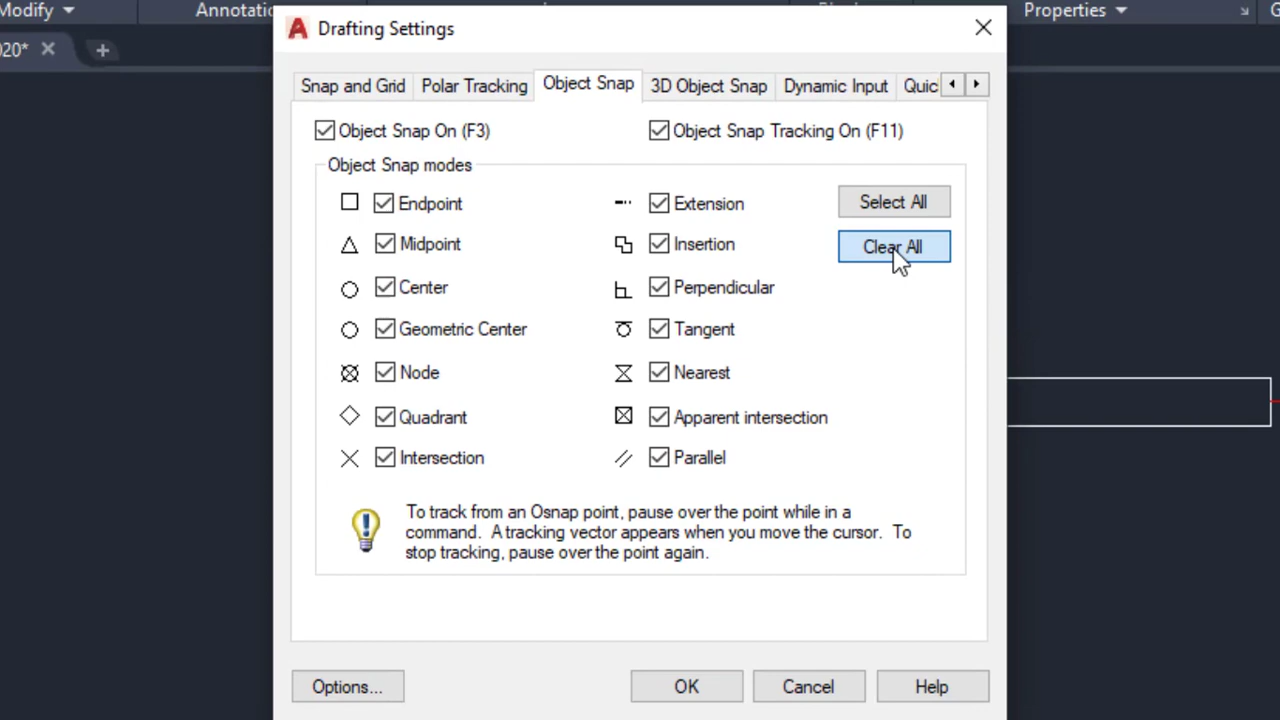 Modify
Properties
020*
Drafting Settings
Snap and Grid Polar Tracking Object Snap 3D Object Snap Dynamic Input
Object Snap On (F3) Object Snap Tracking On (F11)
Object Snap modes
Endpoint Extension Select All
Midpoint Insertion Clear All
Center Perpendicular
Geometric Center Tangent
Node Nearest
Quadrant Apparent intersection
Intersection Parallel
To track from an Osnap point, pause over the point while in a
command. A tracking vector appears when you move the cursor. To
stop tracking, pause over the point again.
Options... OK Cancel Help